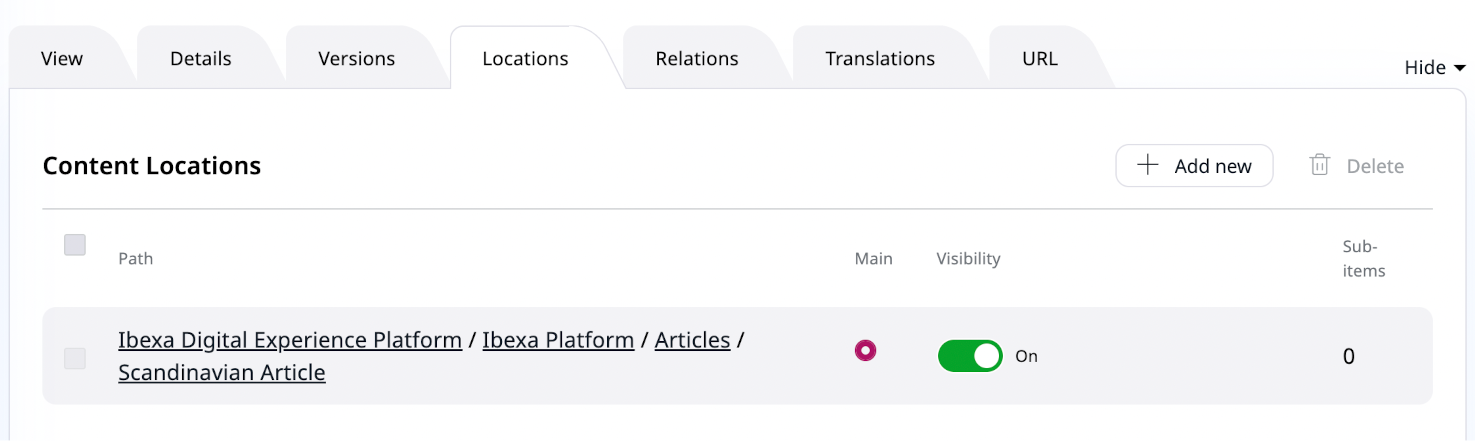 View Details Versions Locations Relations Translations URL
Hide
Content Locations
Add new Delete
Path Main Visibility Sub-
items
Ibexa Digital Experience Platform / Ibexa Platform / Articles /
Scandinavian Article
On 0